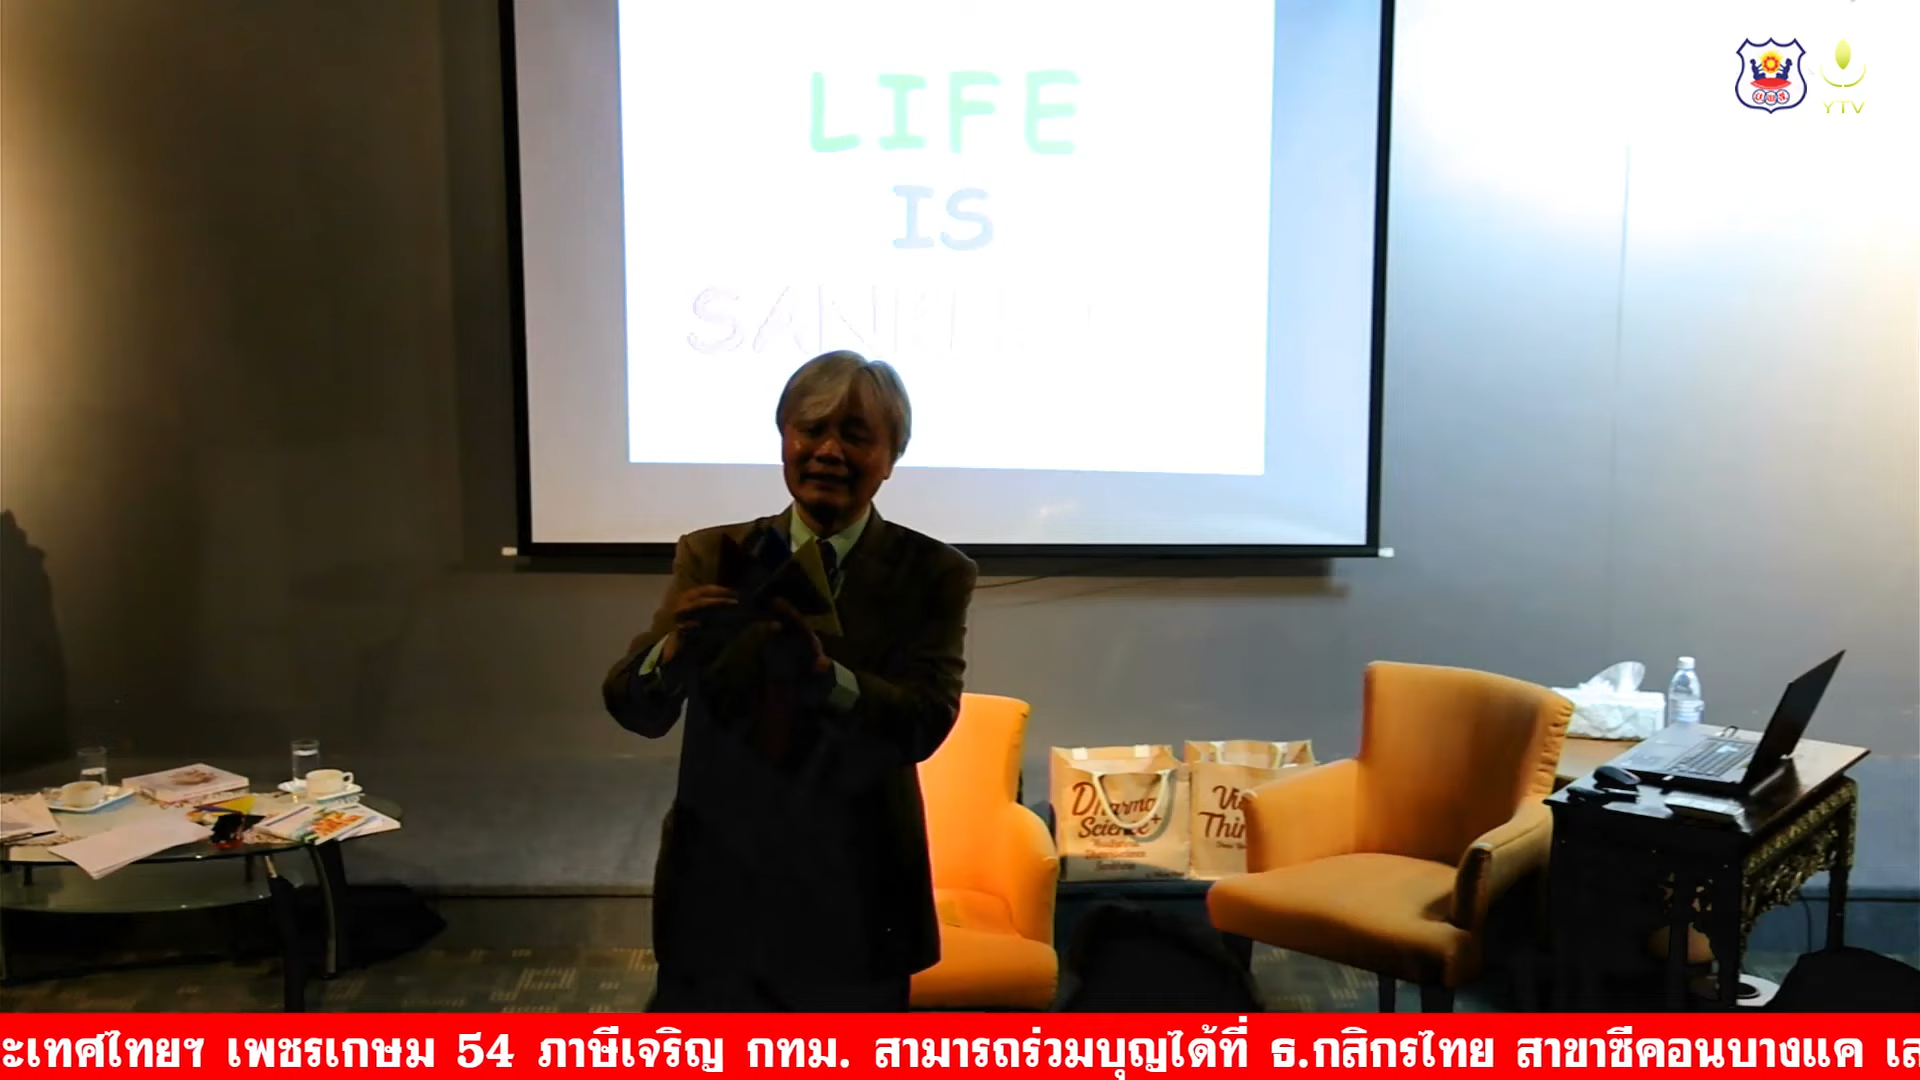 LIFE
IS
YTV
Dharma
Science+
ะเทศไทยฯ เพชรเกษม 54 ภาษีเจริญ กทม. สามารถร่วมบุญได้ที่ ธ.กสิกรไทย สาขาซีคอนบางแค